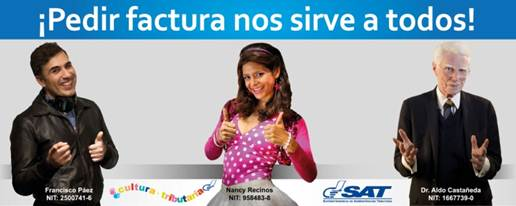 ¡Pedir factura nos sirve a todos!
Francisco Páez
NIT: 2500741-6
cultura tributaria
Nancy Recinos
NIT: 958483-8
SAT
Dr. Aldo Castañeda
NIT: 1667739-0